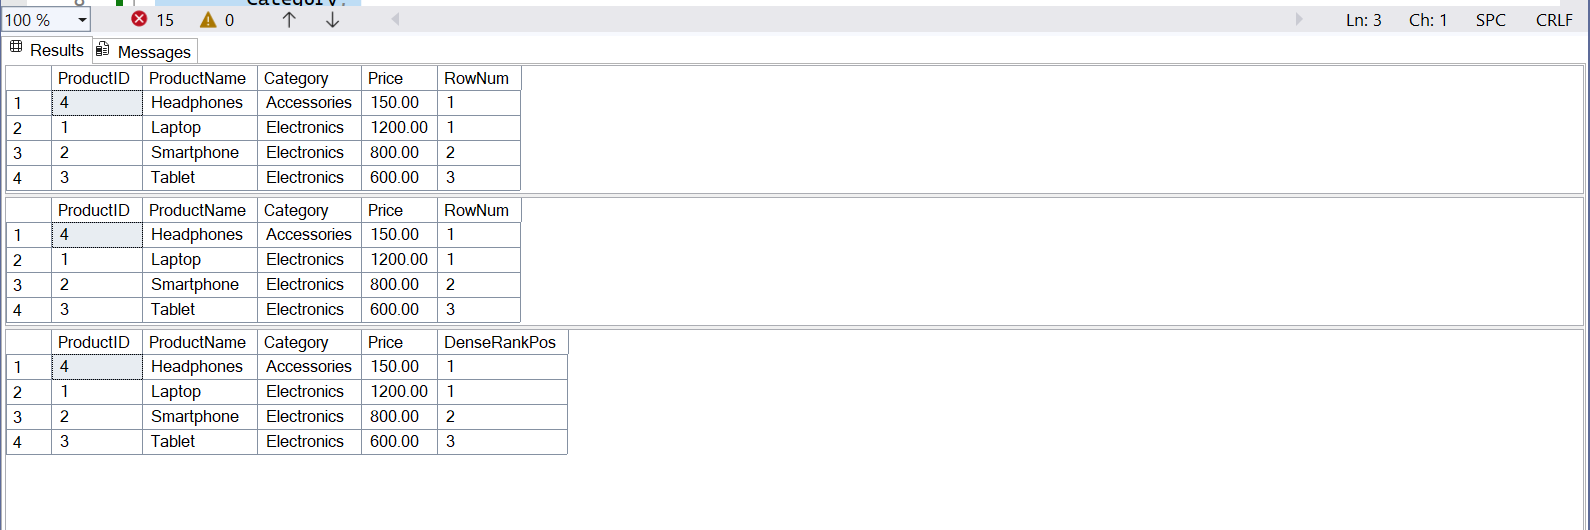 Category,
100 % 15 0 Ln: 3 Ch: 1 SPC CRLF
Results Messages
ProductID ProductName Category Price RowNum
1 4 Headphones Accessories 150.00 1
2 1 Laptop Electronics 1200.00 1
3 2 Smartphone Electronics 800.00 2
4 3 Tablet Electronics 600.00 3
ProductID ProductName Category Price RowNum
1 4 Headphones Accessories 150.00 1
2 1 Laptop Electronics 1200.00 1
3 2 Smartphone Electronics 800.00 2
4 3 Tablet Electronics 600.00 3
ProductID ProductName Category Price DenseRankPos
1 4 Headphones Accessories 150.00 1
2 1 Laptop Electronics 1200.00 1
3 2 Smartphone Electronics 800.00 2
4 3 Tablet Electronics 600.00 3